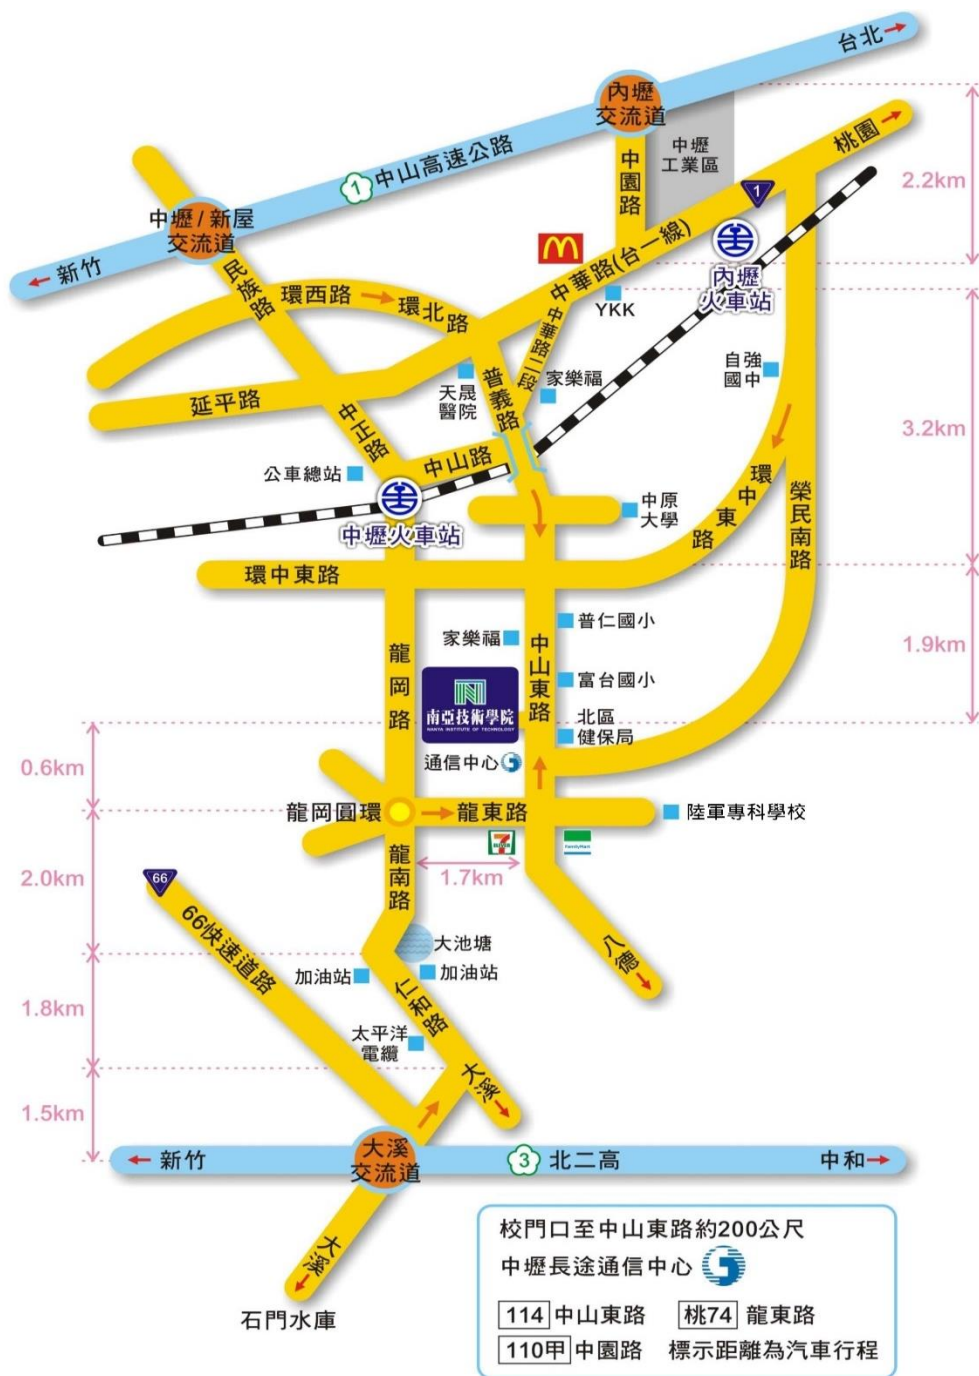 台北
內壢
交流道
中壢
工業區
桃園
1
中山高速公路
中園路
2.2km
1
中壢/新屋
交流道
新竹
民族路
環西路
環北路
中華路(台一線)
內壢
火車站
YKK
中華路二段
自強
國中
天晟
醫院
家樂福
普義路
延平路
中正路
3.2km
中山路
公車總站
中壢火車站
中原
大學
環中東路
榮民南路
環中東路
普仁國小
家樂福
1.9km
龍岡路
中山東路
富台國小
南亞技術學院
NANYA INSTITUTE OF TECHNOLOGY
北區
健保局
通信中心
0.6km
龍岡圓環
龍東路
陸軍專科學校
7
ELEVEN
FamilyMart
龍南路
1.7km
2.0km
66
66快速道路
大池塘
加油站
加油站
仁和路
八德
1.8km
太平洋
電纜
大溪
1.5km
新竹
大溪
交流道
3
北二高
中和
大溪
石門水庫
校門口至中山東路約200公尺
中壢長途通信中心
114 中山東路 桃74 龍東路
110甲 中園路 標示距離為汽車行程